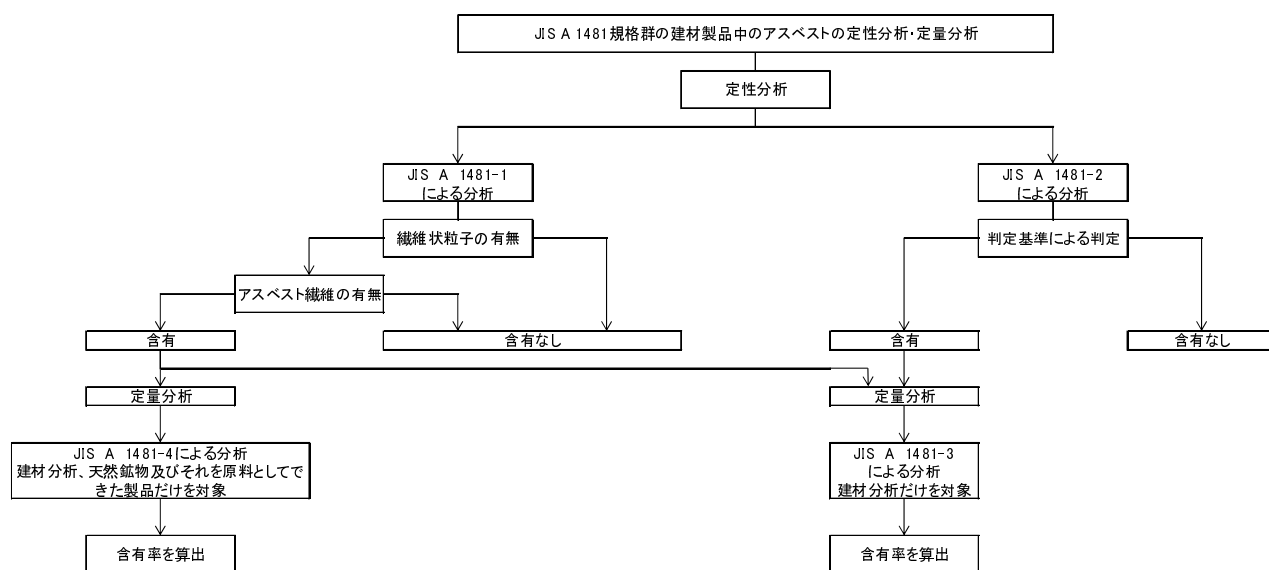 JIS A 1481規格群の建材製品中のアスベストの定性分析・定量分析
定性分析
JIS A 1481-1
による分析
JIS A 1481-2
による分析
繊維状粒子の有無
判定基準による判定
アスベスト繊維の有無
含有
含有なし
含有
含有なし
定量分析
定量分析
JIS A 1481-4による分析
建材分析、天然鉱物及びそれを原料としてで
きた製品だけを対象
JIS A 1481-3
による分析
建材分析だけを対象
含有率を算出
含有率を算出